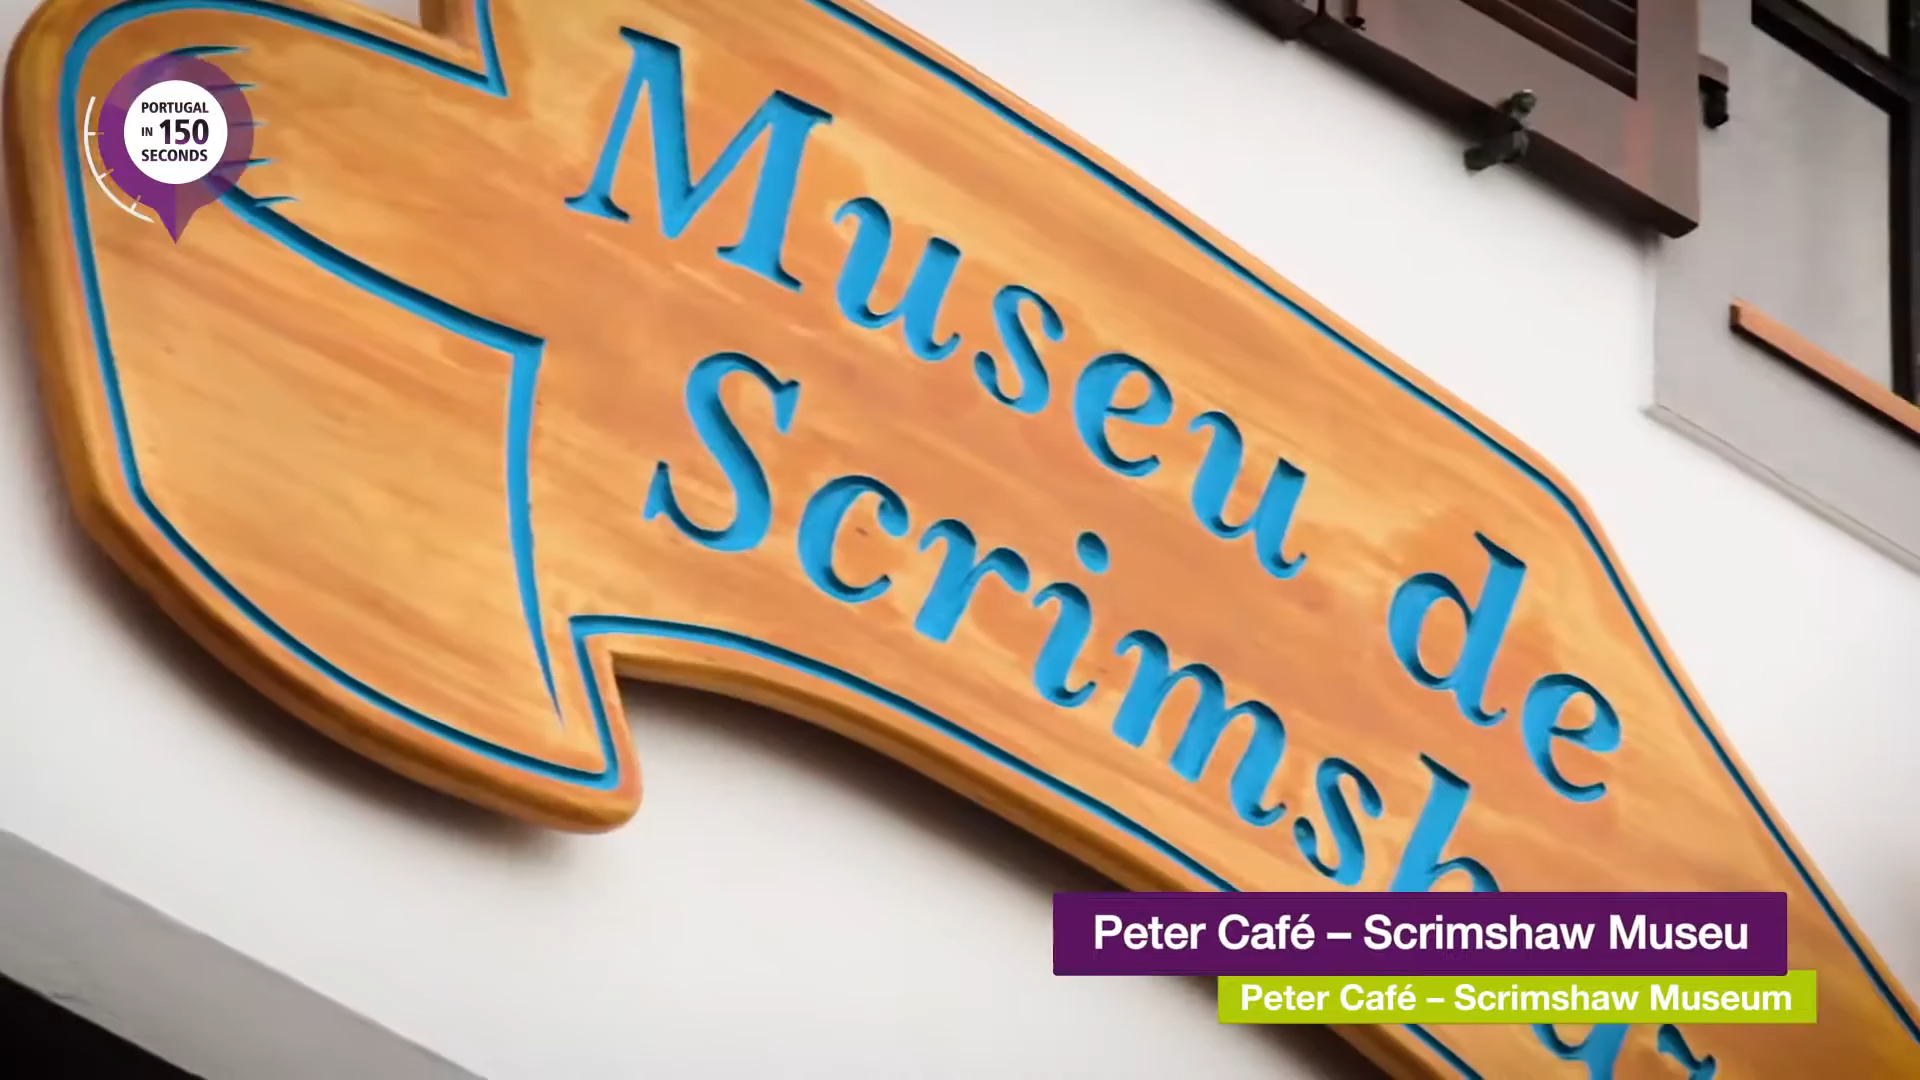 PORTUGAL
IN 150
SECONDS
Museu de
Scrimsh
Peter Café – Scrimshaw Museu
Peter Café – Scrimshaw Museum